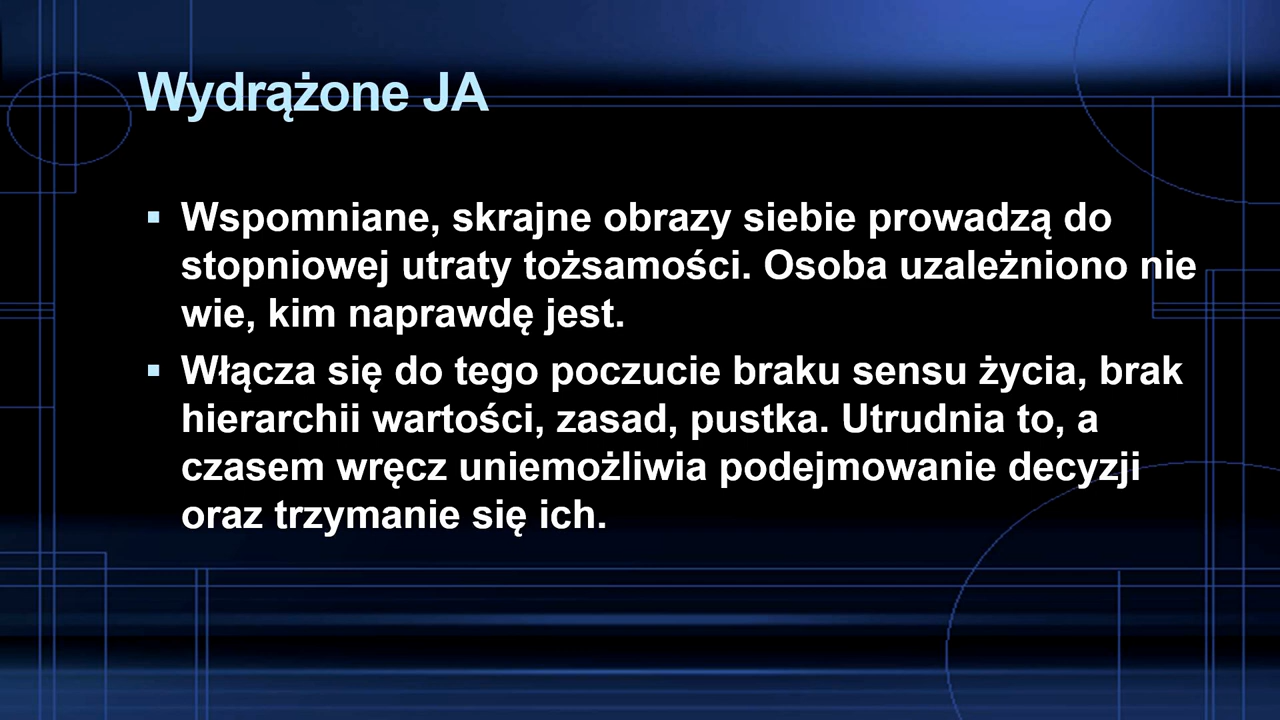 Wydrążone JA
Wspomniane, skrajne obrazy siebie prowadzą do
stopniowej utraty tożsamości. Osoba uzależniono nie
wie, kim naprawdę jest.
Włącza się do tego poczucie braku sensu życia, brak
hierarchii wartości, zasad, pustka. Utrudnia to, a
czasem wręcz uniemożliwia podejmowanie decyzji
oraz trzymanie się ich.